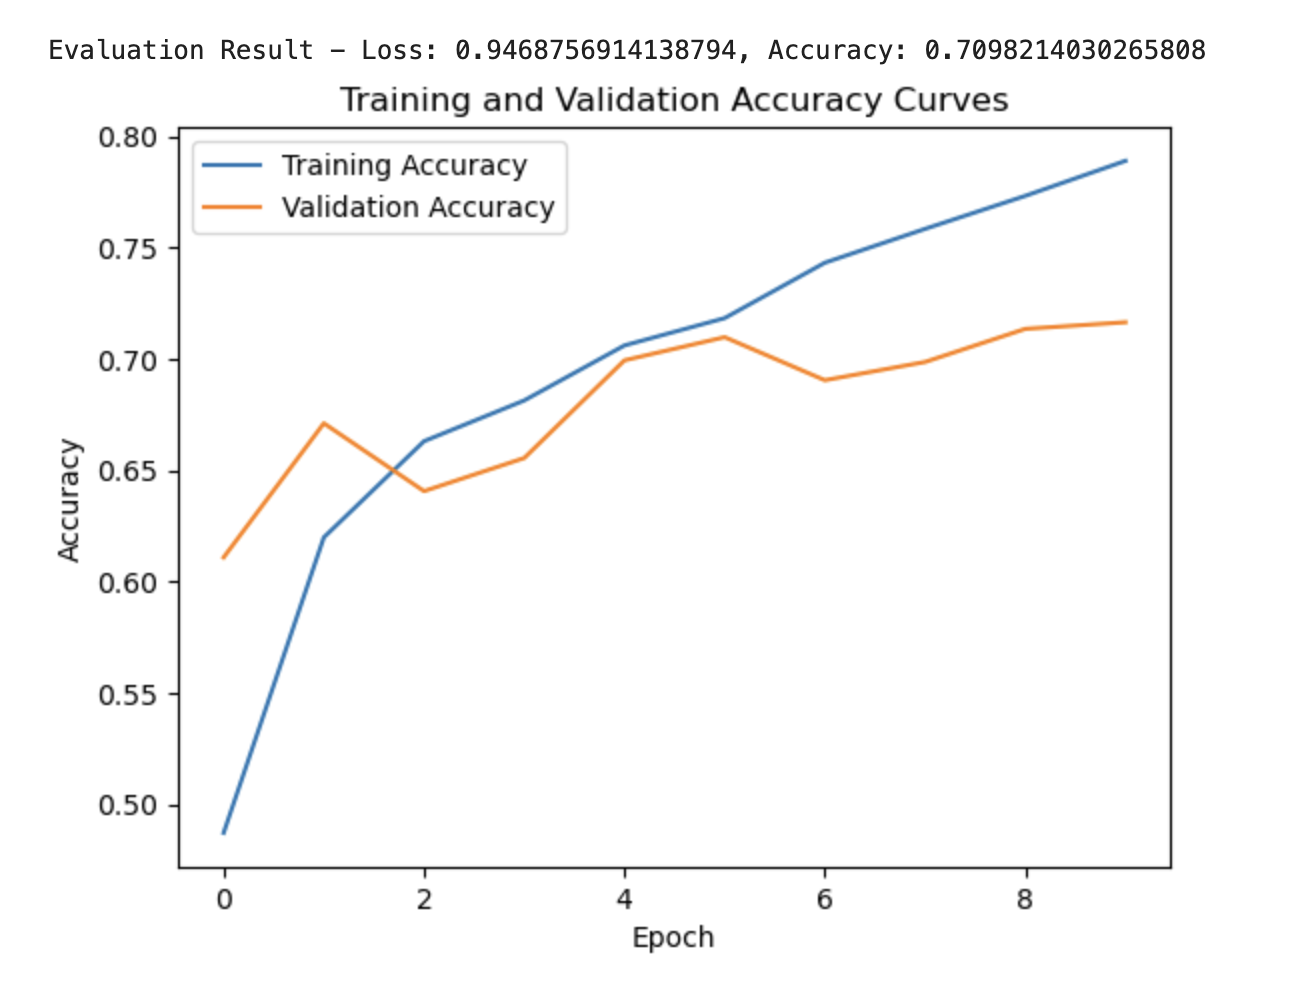 Evaluation Result – Loss: 0.9468756914138794, Accuracy: 0.7098214030265808
Training and Validation Accuracy Curves
Training Accuracy
Validation Accuracy
0.80
0.75
0.70
0.65
0.60
0.55
0.50
Accuracy
0 2 4 6 8
Epoch